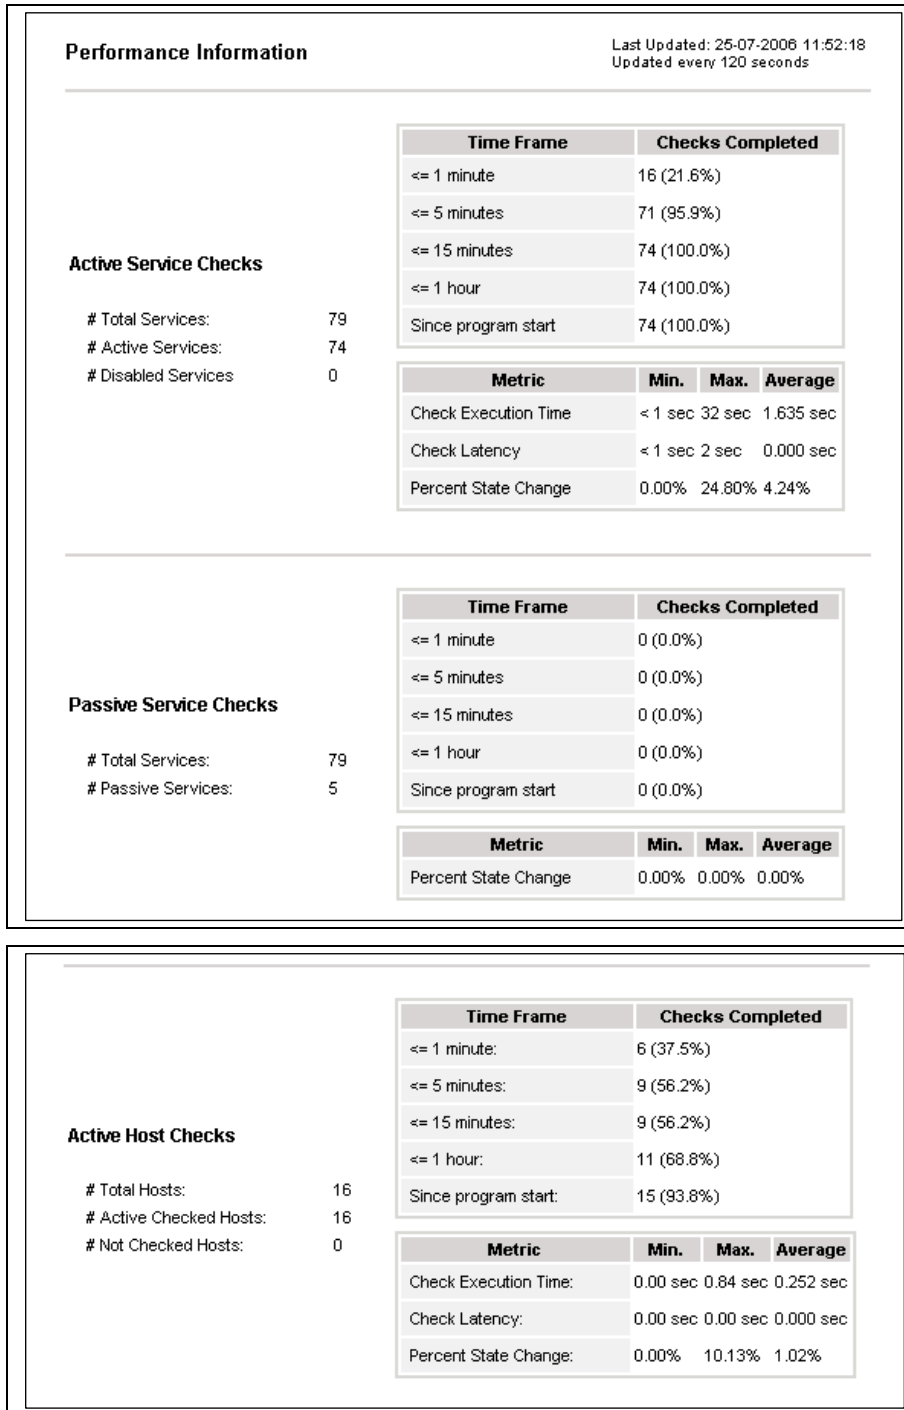 Performance Information
Last Updated: 25-07-2006 11:52:18
Updated every 120 seconds
Active Service Checks
# Total Services: 79
# Active Services: 74
# Disabled Services 0
Time Frame Checks Completed
<= 1 minute 16 (21.6%)
<= 5 minutes 71 (95.9%)
<= 15 minutes 74 (100.0%)
<= 1 hour 74 (100.0%)
Since program start 74 (100.0%)
Metric Min. Max. Average
Check Execution Time < 1 sec 32 sec 1.635 sec
Check Latency < 1 sec 2 sec 0.000 sec
Percent State Change 0.00% 24.80% 4.24%
Passive Service Checks
# Total Services: 79
# Passive Services: 5
Time Frame Checks Completed
<= 1 minute 0 (0.0%)
<= 5 minutes 0 (0.0%)
<= 15 minutes 0 (0.0%)
<= 1 hour 0 (0.0%)
Since program start 0 (0.0%)
Metric Min. Max. Average
Percent State Change 0.00% 0.00% 0.00%
Active Host Checks
# Total Hosts: 16
# Active Checked Hosts: 16
# Not Checked Hosts: 0
Time Frame Checks Completed
<= 1 minute: 6 (37.5%)
<= 5 minutes: 9 (56.2%)
<= 15 minutes: 9 (56.2%)
<= 1 hour: 11 (68.8%)
Since program start: 15 (93.8%)
Metric Min. Max. Average
Check Execution Time: 0.00 sec 0.84 sec 0.252 sec
Check Latency: 0.00 sec 0.00 sec 0.000 sec
Percent State Change: 0.00% 10.13% 1.02%